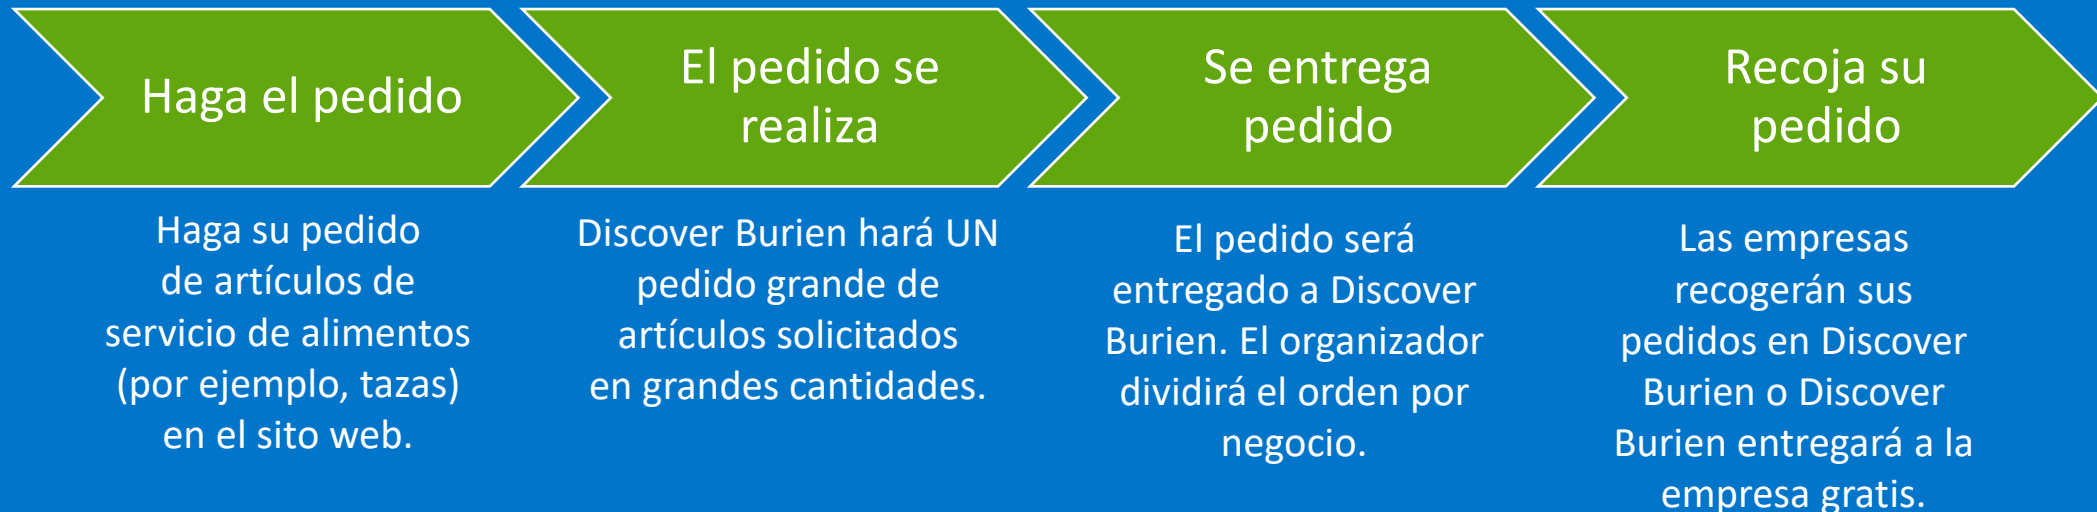 Haga el pedido
Haga su pedido
de artículos de
servicio de alimentos
(por ejemplo, tazas)
en el sito web.
El pedido se
realiza
Discover Burien hará UN
pedido grande de
artículos solicitados
en grandes cantidades.
Se entrega
pedido
El pedido será
entregado a Discover
Burien. El organizador
dividirá el orden por
negocio.
Recoja su
pedido
Las empresas
recogerán sus
pedidos en Discover
Burien o Discover
Burien entregará a la
empresa gratis.